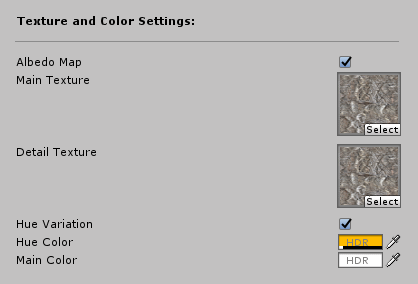 Texture and Color Settings:
Albedo Map
Main Texture
Select
Detail Texture
Select
Hue Variation
Hue Color HDR
Main Color HDR